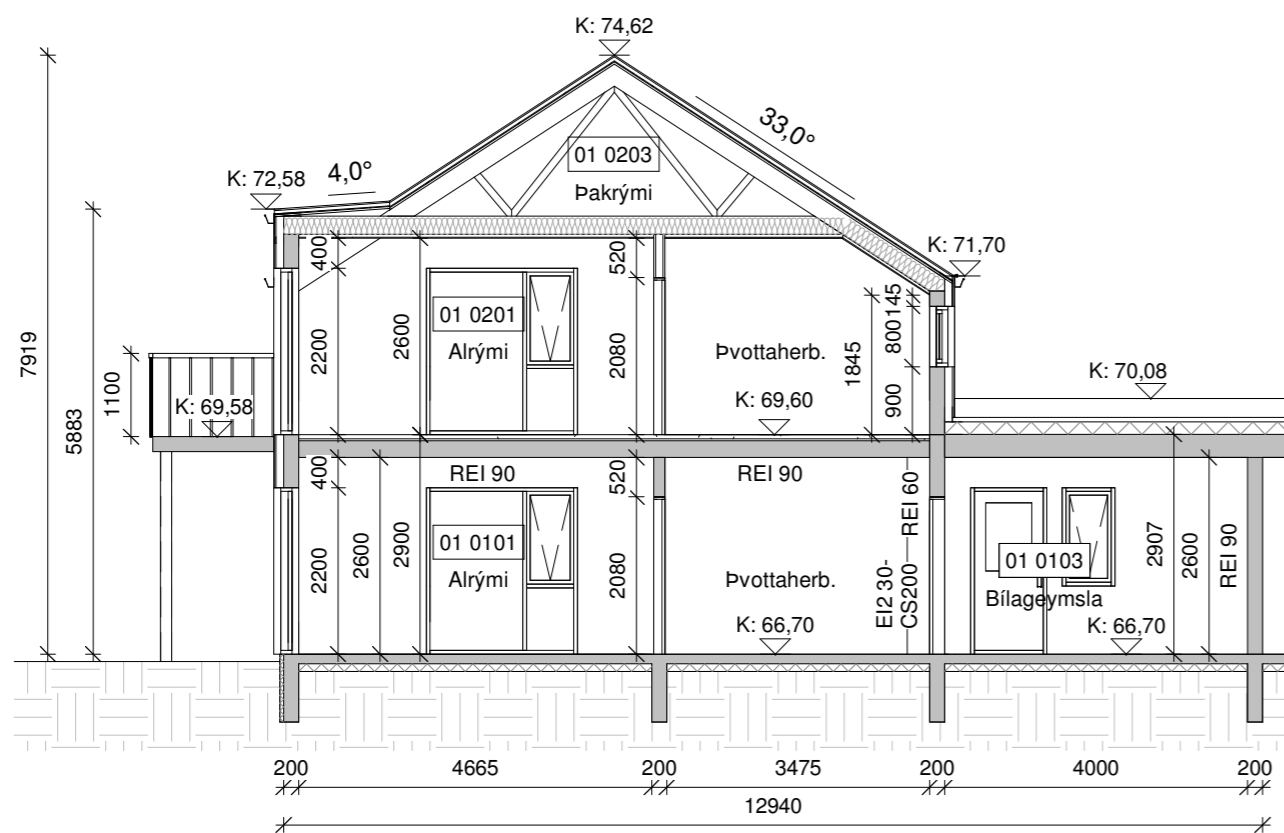 K: 74,62
33,0°
01 0203
Þakrými
K: 72,58
4,0°
K: 71,70
400
520
145
01 0201
Alrými
2200
2600
2080
Þvottaherb.
1845
800
900
7919
5883
1100
K: 69,58
K: 69,60
K: 70,08
400
REI 90
520
REI 90
REI 60
EI2 30-
CS200
01 0101
Alrými
2200
2600
2900
2080
Þvottaherb.
01 0103
Bílageymsla
2907
2600
REI 90
K: 66,70
K: 66,70
200
4665
200
3475
200
4000
200
12940